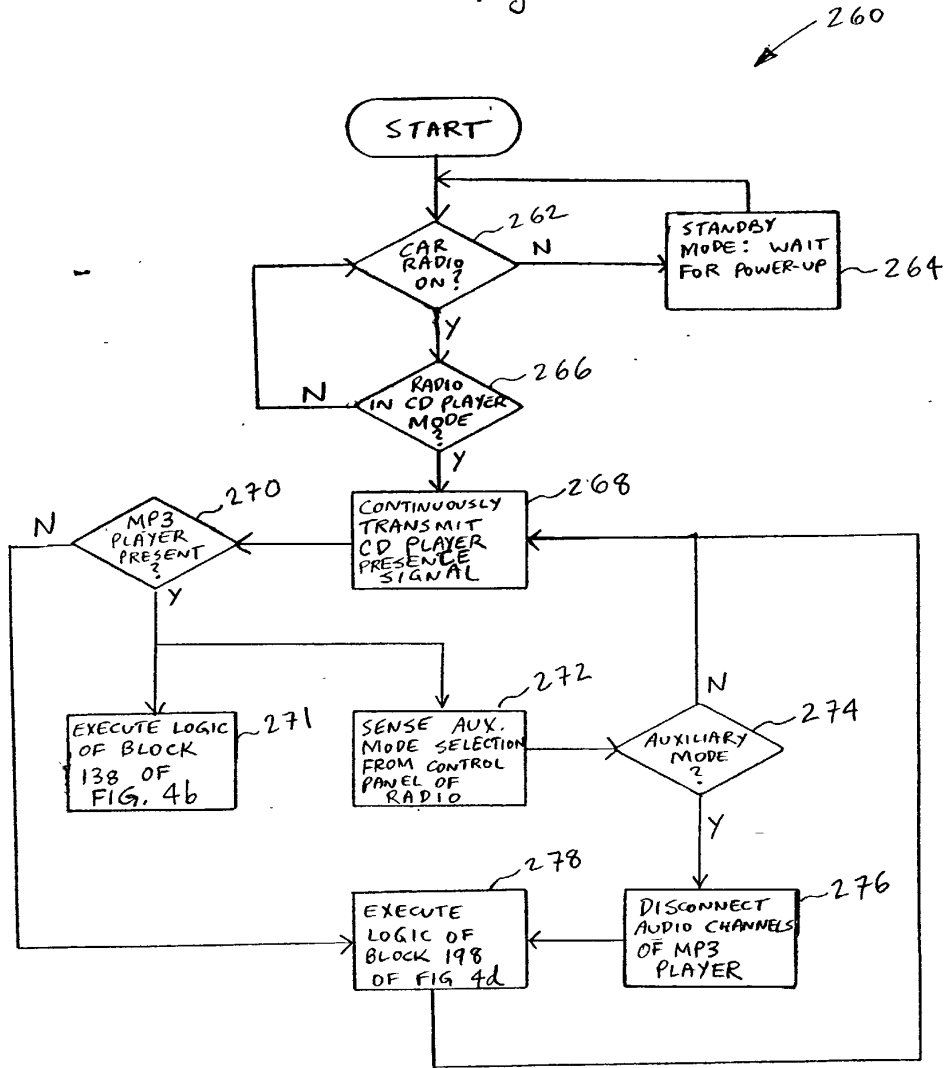 260
START
262
CAR
RADIO
ON?
N
Y
STANDBY
MODE: WAIT
FOR POWER-UP
264
266
RADIO
IN CD PLAYER
MODE
?
N
Y
268
CONTINUOUSLY
TRANSMIT
CD PLAYER
PRESENCE
SIGNAL
270
MP3
PLAYER
PRESENT
?
N
Y
271
EXECUTE LOGIC
OF BLOCK
138 OF
FIG. 4b
272
SENSE AUX.
MODE SELECTION
FROM CONTROL
PANEL OF
RADIO
274
AUXILIARY
MODE
?
N
Y
276
DISCONNECT
AUDIO CHANNELS
OF MP3
PLAYER
278
EXECUTE
LOGIC OF
BLOCK 198
OF FIG 4d